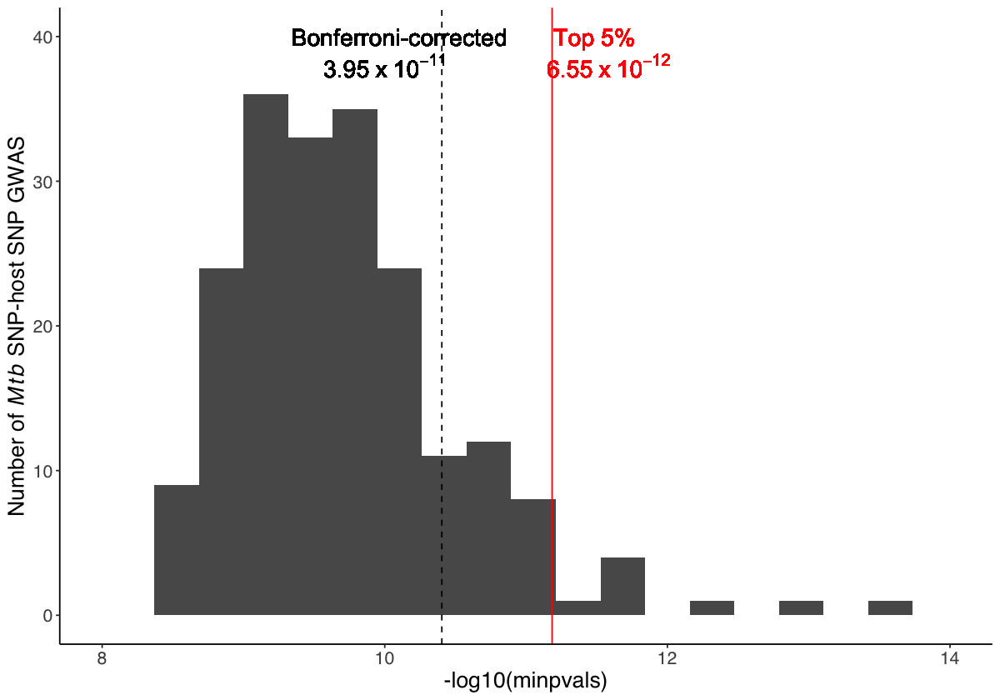 Bonferroni-corrected
3.95 x 10⁻¹¹
Top 5%
6.55 x 10⁻¹²
Number of Mtb SNP-host SNP GWAS
40
30
20
10
0
8 10 12 14
-log10(minpvals)